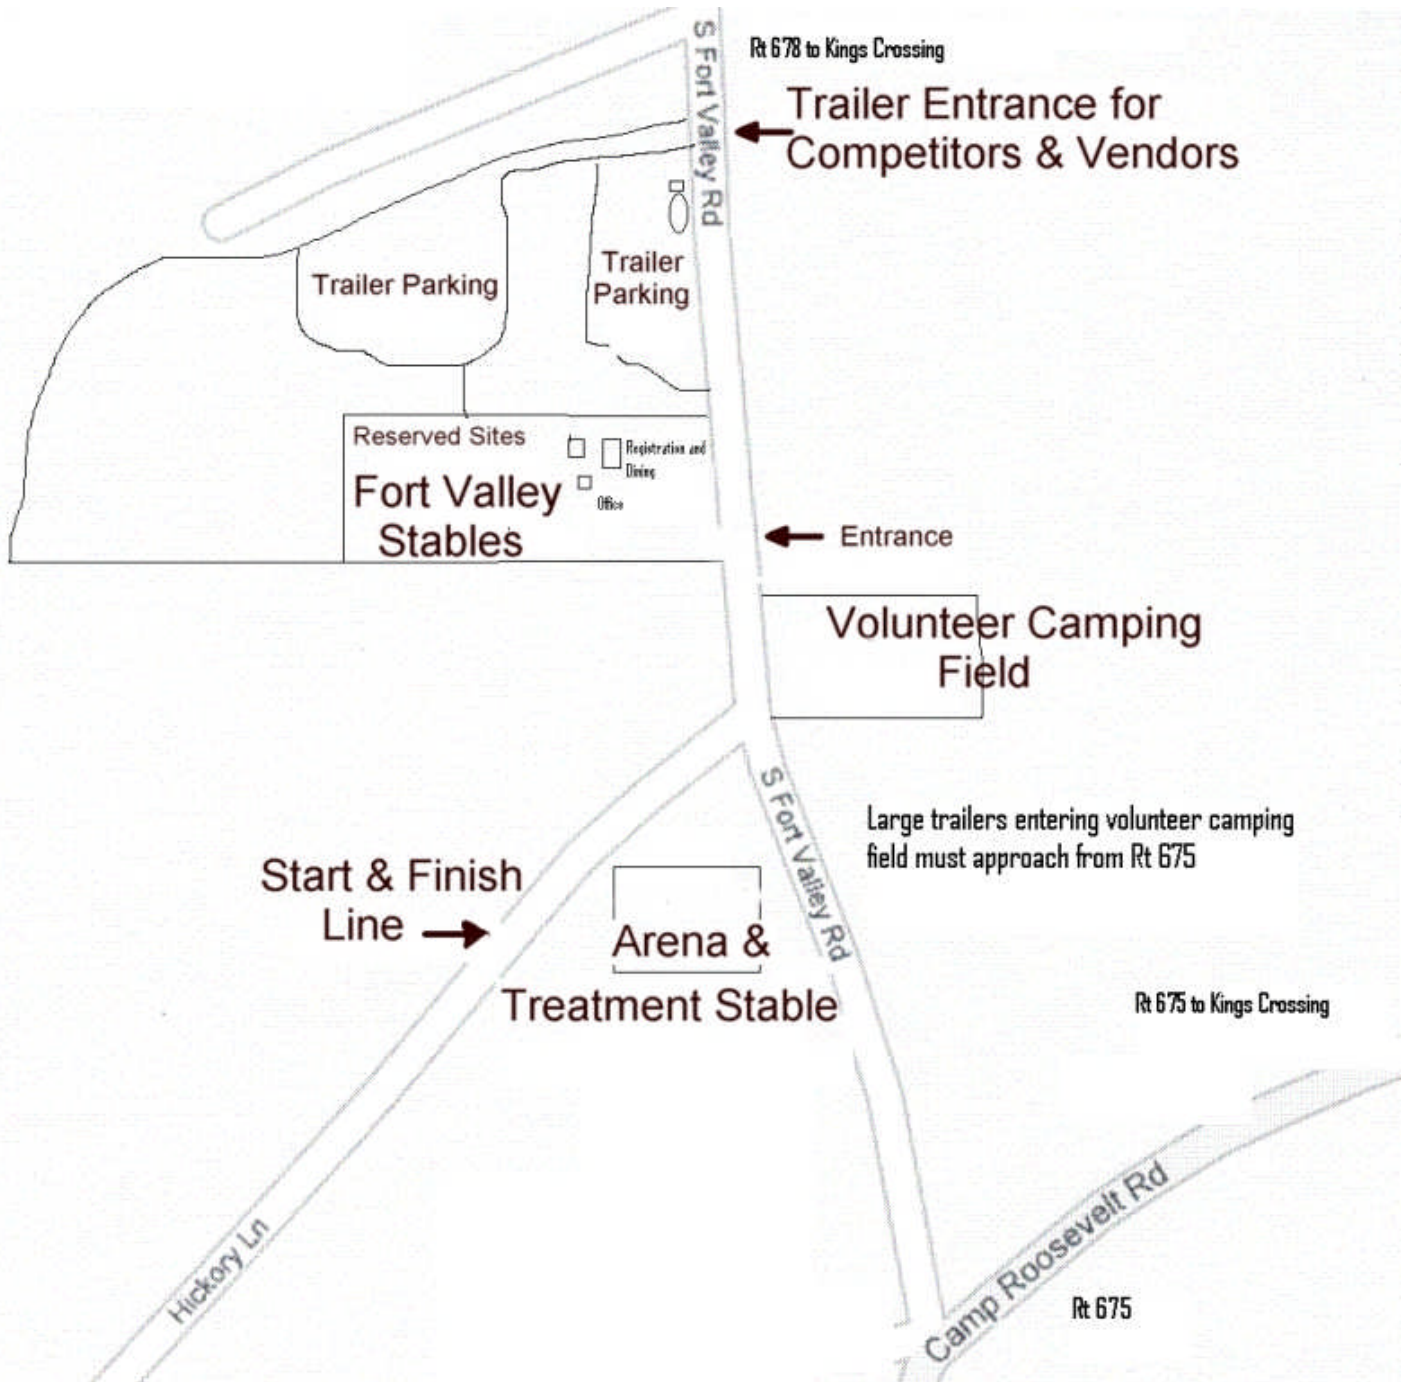 S Fort Valley Rd
Rt 678 to Kings Crossing
Trailer Entrance for
Competitors & Vendors
Trailer Parking
Trailer
Parking
Reserved Sites
Registration and
Dining
Office
Fort Valley
Stables
Entrance
Volunteer Camping
Field
S Fort Valley Rd
Large trailers entering volunteer camping
field must approach from Rt 675
Start & Finish
Line
Arena &
Treatment Stable
Rt 675 to Kings Crossing
Hickory Ln
Camp Roosevelt Rd
Rt 675